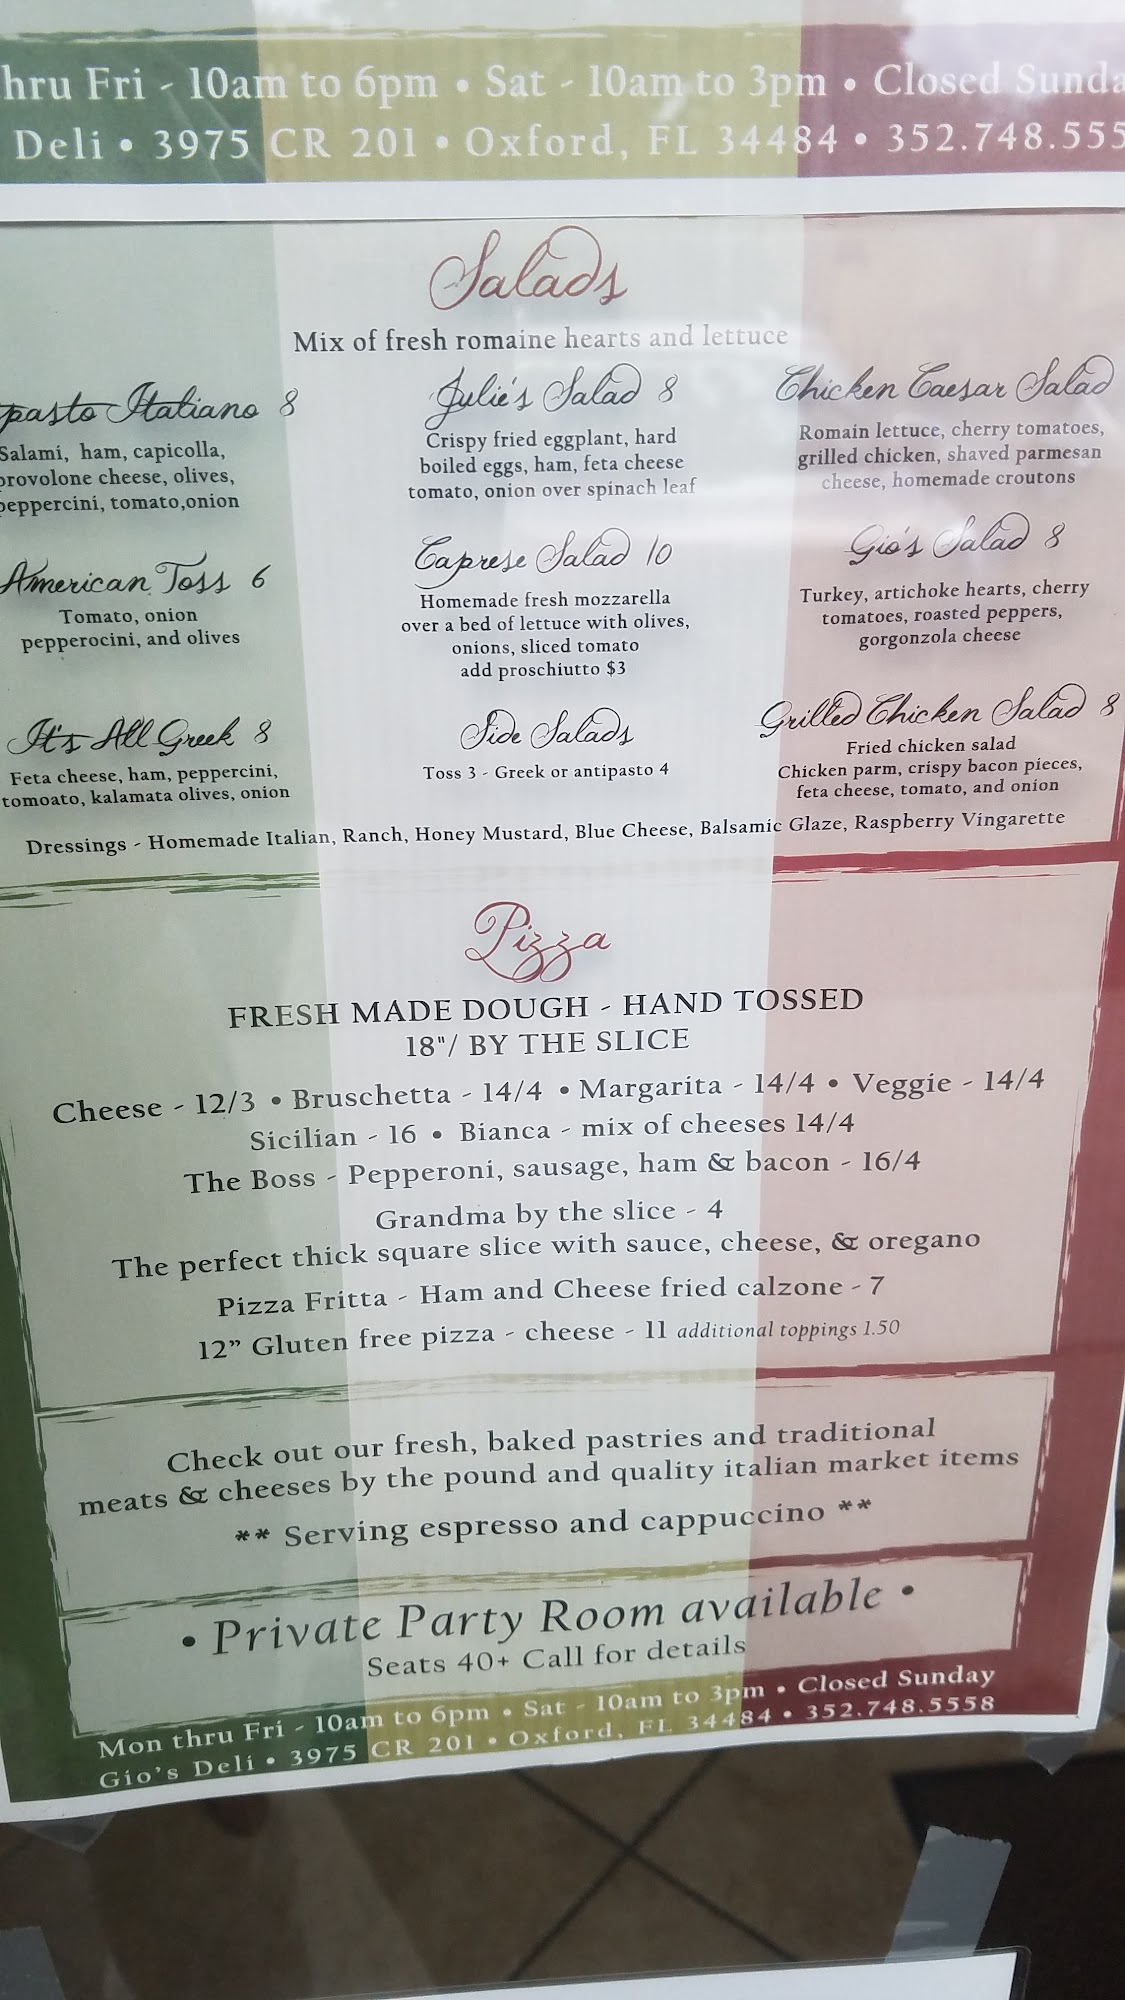 hru Fri - 10am to 6pm • Sat - 10am to 3pm • Closed Sunda
Deli • 3975 CR 201 • Oxford, FL 34484 • 352.748.555
Salads
Mix of fresh romaine hearts and lettuce
pasto Italiano 8
Salami, ham, capicolla,
provolone cheese, olives,
peppercini, tomato,onion
Julie's Salad 8
Crispy fried eggplant, hard
boiled eggs, ham, feta cheese
tomato, onion over spinach leaf
Chicken Caesar Salad
Romain lettuce, cherry tomatoes,
grilled chicken, shaved parmesan
cheese, homemade croutons
American Toss 6
Tomato, onion
pepperocini, and olives
Caprese Salad 10
Homemade fresh mozzarella
over a bed of lettuce with olives,
onions, sliced tomato
add proschiutto $3
Gio's Salad 8
Turkey, artichoke hearts, cherry
tomatoes, roasted peppers,
gorgonzola cheese
It's All Greek 8
Feta cheese, ham, peppercini,
tomoato, kalamata olives, onion
Side Salads
Toss 3 - Greek or antipasto 4
Grilled Chicken Salad 8
Fried chicken salad
Chicken parm, crispy bacon pieces,
feta cheese, tomato, and onion
Dressings - Homemade Italian, Ranch, Honey Mustard, Blue Cheese, Balsamic Glaze, Raspberry Vingarette
Pizza
FRESH MADE DOUGH - HAND TOSSED
18"/ BY THE SLICE
Cheese - 12/3 • Bruschetta - 14/4 • Margarita - 14/4 • Veggie - 14/4
Sicilian - 16 • Bianca - mix of cheeses 14/4
The Boss - Pepperoni, sausage, ham & bacon - 16/4
Grandma by the slice - 4
The perfect thick square slice with sauce, cheese, & oregano
Pizza Fritta - Ham and Cheese fried calzone - 7
12” Gluten free pizza - cheese - 11 additional toppings 1.50
Check out our fresh, baked pastries and traditional
meats & cheeses by the pound and quality italian market items
** Serving espresso and cappuccino **
• Private Party Room available •
Seats 40+ Call for details
Mon thru Fri - 10am to 6pm • Sat - 10am to 3pm • Closed Sunday
Gio's Deli • 3975 CR 201 • Oxford, FL 34484 • 352.748.5558